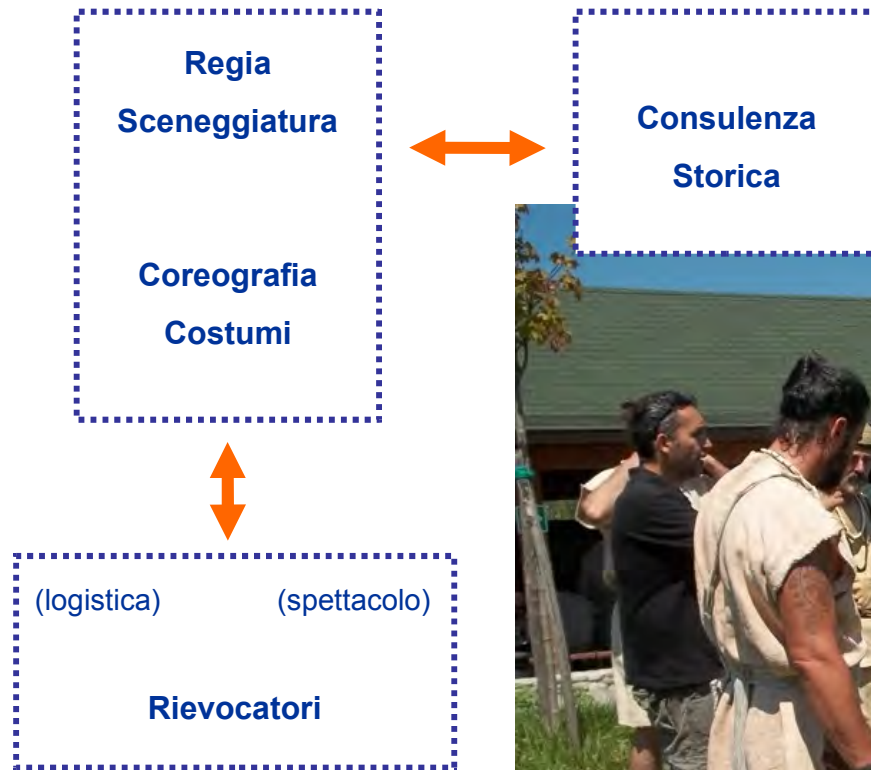 Regia
Sceneggiatura
Coreografia
Costumi
Consulenza
Storica
(logistica) (spettacolo)
Rievocatori